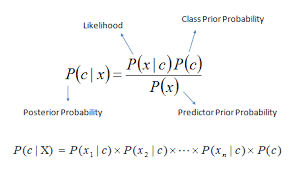 Likelihood
Class Prior Probability
P(c | x) = P(x | c)P(c) / P(x)
Posterior Probability
Predictor Prior Probability
P(c | X) = P(x₁ | c) × P(x₂ | c) × ⋯ × P(xₙ | c) × P(c)